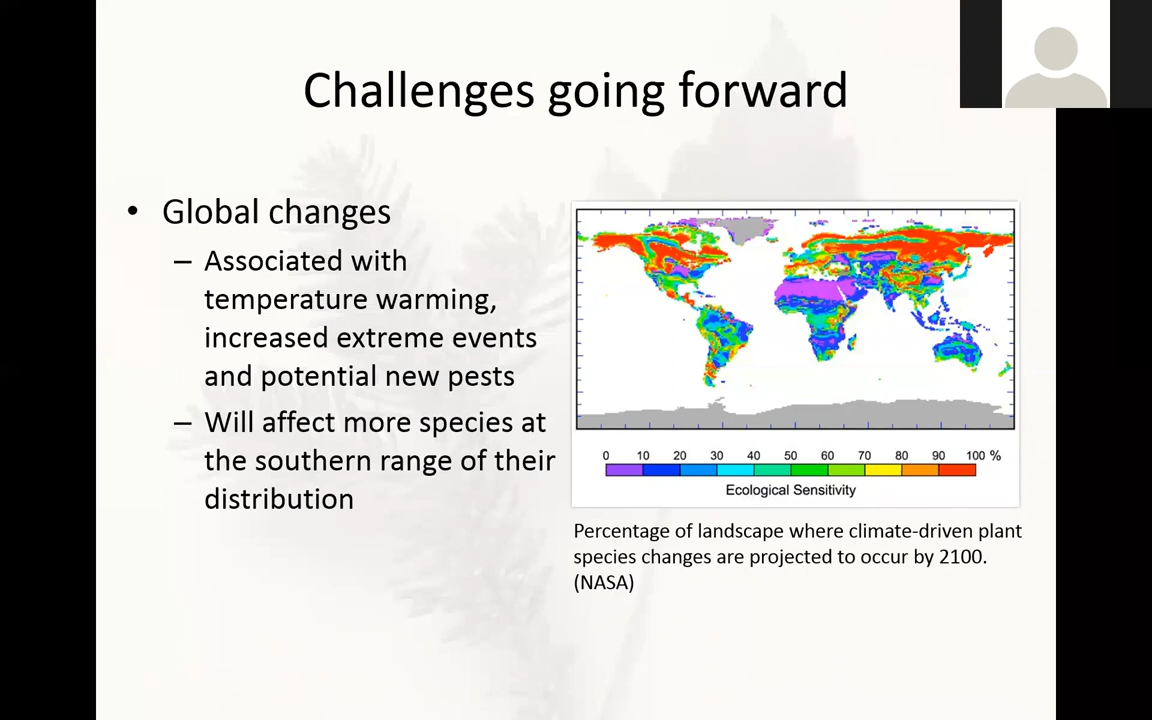 Challenges going forward
• Global changes
– Associated with
temperature warming,
increased extreme events
and potential new pests
– Will affect more species at
the southern range of their
distribution
0 10 20 30 40 50 60 70 80 90 100 %
Ecological Sensitivity
Percentage of landscape where climate-driven plant
species changes are projected to occur by 2100.
(NASA)